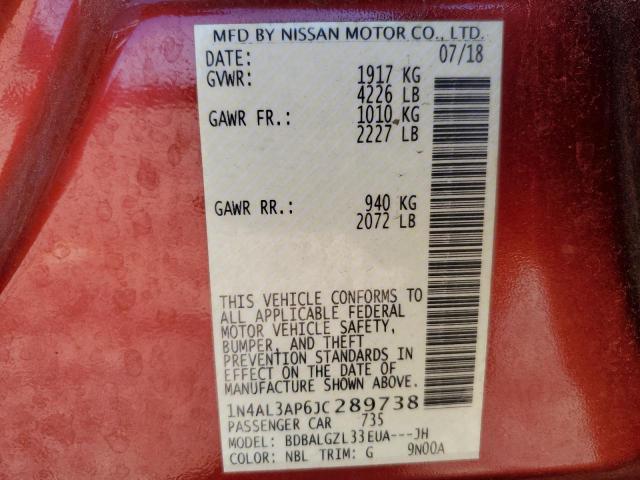 MFD BY NISSAN MOTOR CO., LTD.
DATE: 07/18
GVWR: 1917 KG
4226 LB
GAWR FR.: 1010 KG
2227 LB
GAWR RR.: 940 KG
2072 LB
THIS VEHICLE CONFORMS TO
ALL APPLICABLE FEDERAL
MOTOR VEHICLE SAFETY,
BUMPER, AND THEFT
PREVENTION STANDARDS IN
EFFECT ON THE DATE OF
MANUFACTURE SHOWN ABOVE.
1N4AL3AP6JC289738
PASSENGER CAR 735
MODEL: BDBALGZL33EUA---JH
COLOR: NBL TRIM: G 9N00A